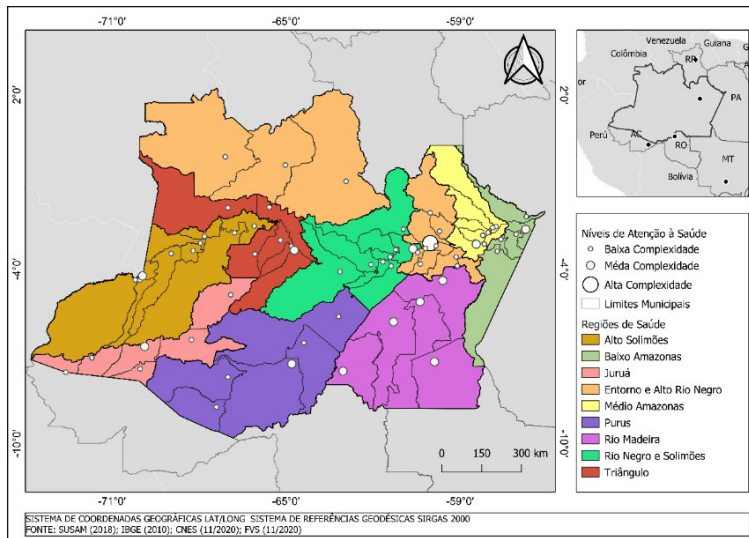 -71°0' -65°0' -59°0'
2°0' 2°0'
-4°0' -4°0'
-10°0' -10°0'
0 150 300 km
-71°0' -65°0' -59°0'
Venezuela
Guiana
Colômbia
RR
PA
Perú
AC
RO
MT
Bolívia
Níveis de Atenção à Saúde
Baixa Complexidade
Méda Complexidade
Alta Complexidade
Limites Municipais
Regiões de Saúde
Alto Solimões
Baixo Amazonas
Juruá
Entorno e Alto Rio Negro
Médio Amazonas
Purus
Rio Madeira
Rio Negro e Solimões
Triângulo
SISTEMA DE COORDENADAS GEOGRÁFICAS LAT/LONG SISTEMA DE REFERÊNCIAS GEODÉSICAS SIRGAS 2000
FONTE: SUSAM (2018); IBGE (2010); CNES (11/2020); FVS (11/2020)